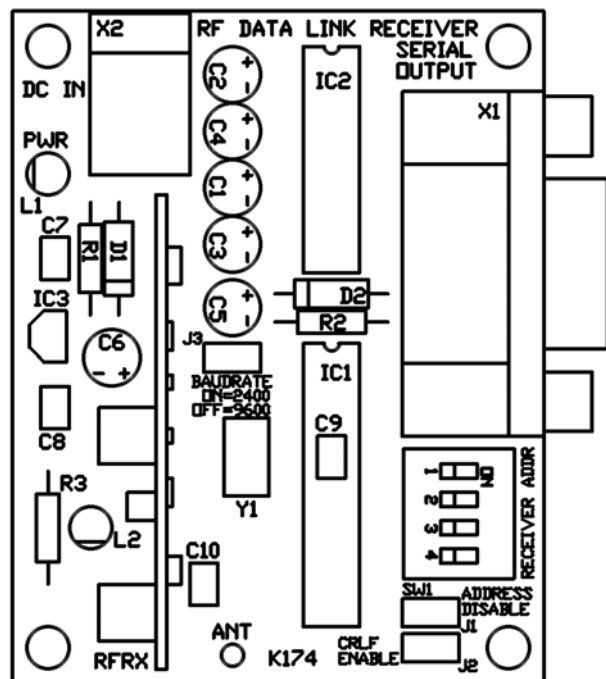 X2
RF DATA LINK RECEIVER
SERIAL
OUTPUT
C2
+
-
IC2
DC IN
X1
C4
+
-
PWR
L1
C1
+
-
C7
R1
D1
C3
+
-
IC3
C5
+
-
D2
R2
C6
-
+
J3
BAUDRATE
ON=2400
OFF=9600
IC1
C9
C8
Y1
1
2
3
4
ON
RECEIVER ADDR
R3
L2
C10
SW1
ADDRESS
DISABLE
J1
ANT
CRLF
ENABLE
J2
RFRX
K174